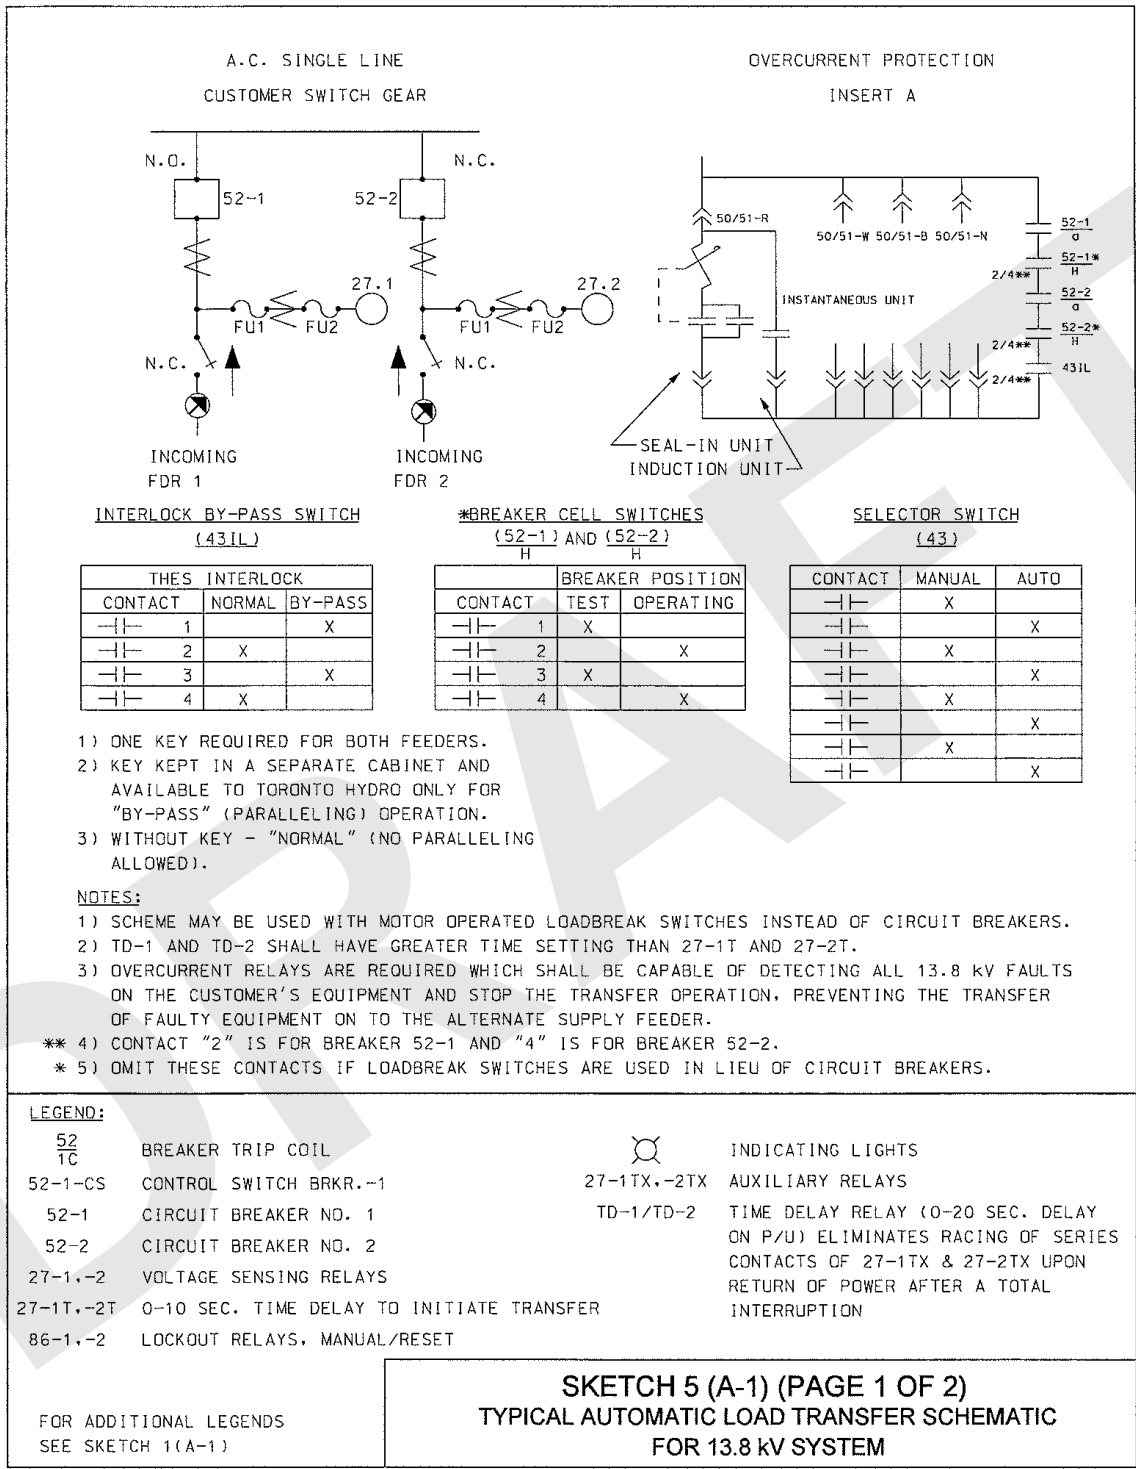 A.C. SINGLE LINE
CUSTOMER SWITCH GEAR
OVERCURRENT PROTECTION
INSERT A
N.O.
N.C.
52-1
52-2
27.1
27.2
FU1
FU2
FU1
FU2
N.C.
N.C.
INCOMING
FDR 1
INCOMING
FDR 2
50/51-R
50/51-W 50/51-B 50/51-N
INSTANTANEOUS UNIT
52-1
a
52-1*
H
2/4**
52-2
a
52-2*
H
2/4**
43IL
2/4**
SEAL-IN UNIT
INDUCTION UNIT
INTERLOCK BY-PASS SWITCH
(43IL)
THES INTERLOCK
CONTACT NORMAL BY-PASS
1 X
2 X
3 X
4 X
*BREAKER CELL SWITCHES
(52-1) AND (52-2)
H H
BREAKER POSITION
CONTACT TEST OPERATING
1 X
2 X
3 X
4 X
SELECTOR SWITCH
(43)
CONTACT MANUAL AUTO
X
X
X
X
X
X
X
X
1) ONE KEY REQUIRED FOR BOTH FEEDERS.
2) KEY KEPT IN A SEPARATE CABINET AND
AVAILABLE TO TORONTO HYDRO ONLY FOR
"BY-PASS" (PARALLELING) OPERATION.
3) WITHOUT KEY - "NORMAL" (NO PARALLELING
ALLOWED).
NOTES:
1) SCHEME MAY BE USED WITH MOTOR OPERATED LOADBREAK SWITCHES INSTEAD OF CIRCUIT BREAKERS.
2) TD-1 AND TD-2 SHALL HAVE GREATER TIME SETTING THAN 27-1T AND 27-2T.
3) OVERCURRENT RELAYS ARE REQUIRED WHICH SHALL BE CAPABLE OF DETECTING ALL 13.8 kV FAULTS
ON THE CUSTOMER'S EQUIPMENT AND STOP THE TRANSFER OPERATION, PREVENTING THE TRANSFER
OF FAULTY EQUIPMENT ON TO THE ALTERNATE SUPPLY FEEDER.
** 4) CONTACT "2" IS FOR BREAKER 52-1 AND "4" IS FOR BREAKER 52-2.
* 5) OMIT THESE CONTACTS IF LOADBREAK SWITCHES ARE USED IN LIEU OF CIRCUIT BREAKERS.
LEGEND:
52
1C BREAKER TRIP COIL
52-1-CS CONTROL SWITCH BRKR.-1
52-1 CIRCUIT BREAKER NO. 1
52-2 CIRCUIT BREAKER NO. 2
27-1,-2 VOLTAGE SENSING RELAYS
27-1T,-2T 0-10 SEC. TIME DELAY TO INITIATE TRANSFER
86-1,-2 LOCKOUT RELAYS, MANUAL/RESET
INDICATING LIGHTS
27-1TX,-2TX AUXILIARY RELAYS
TD-1/TD-2 TIME DELAY RELAY (0-20 SEC. DELAY
ON P/U) ELIMINATES RACING OF SERIES
CONTACTS OF 27-1TX & 27-2TX UPON
RETURN OF POWER AFTER A TOTAL
INTERRUPTION
FOR ADDITIONAL LEGENDS
SEE SKETCH 1(A-1)
SKETCH 5 (A-1) (PAGE 1 OF 2)
TYPICAL AUTOMATIC LOAD TRANSFER SCHEMATIC
FOR 13.8 kV SYSTEM
DRAFT